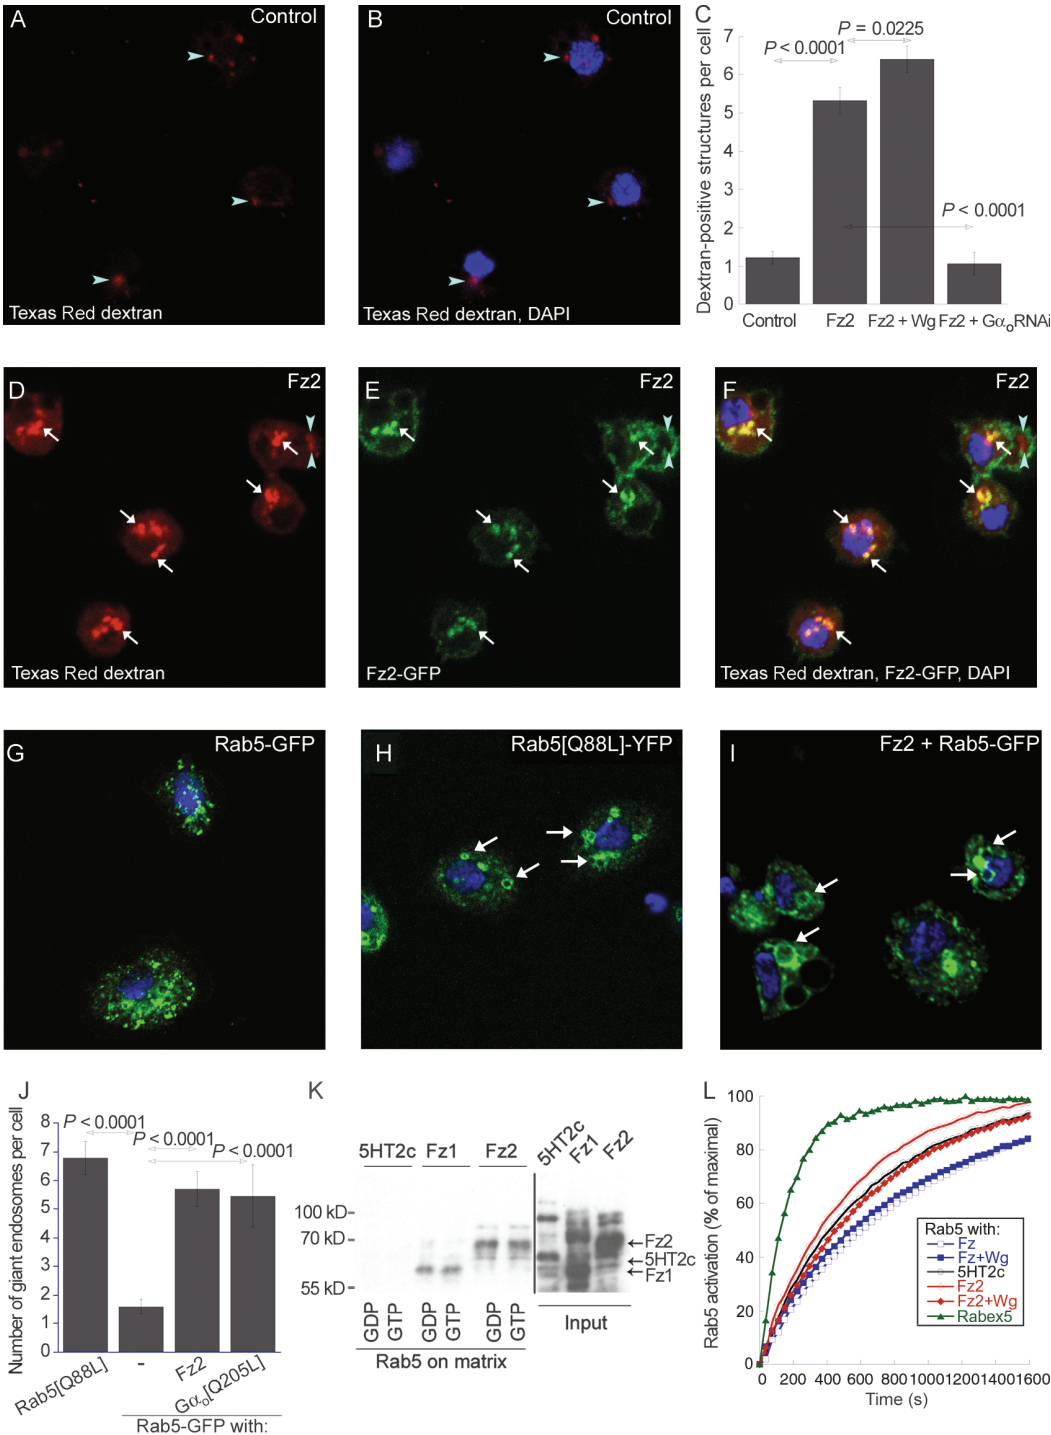 A
Control
Texas Red dextran
B
Control
Texas Red dextran, DAPI
C
Dextran-positive structures per cell
7
6
5
4
3
2
1
0
P < 0.0001
P = 0.0225
P < 0.0001
Control
Fz2
Fz2 + Wg
Fz2 + GαoRNAi
D
Fz2
Texas Red dextran
E
Fz2
Fz2-GFP
F
Fz2
Texas Red dextran, Fz2-GFP, DAPI
G
Rab5-GFP
H
Rab5[Q88L]-YFP
I
Fz2 + Rab5-GFP
J
Number of giant endosomes per cell
8
7
6
5
4
3
2
1
0
P < 0.0001
P < 0.0001
P < 0.0001
Rab5[Q88L]
-
Fz2
Gαo[Q205L]
Rab5-GFP with:
K
5HT2c
Fz1
Fz2
5HT2c
Fz1
Fz2
100 kD
70 kD
55 kD
Fz2
5HT2c
Fz1
GDP
GTP
GDP
GTP
GDP
GTP
Rab5 on matrix
Input
L
Rab5 activation (% of maximal)
100
80
60
40
20
0
0 200 400 600 800 1000 1200 1400 1600
Time (s)
Rab5 with:
Fz
Fz+Wg
5HT2c
Fz2
Fz2+Wg
Rabex5